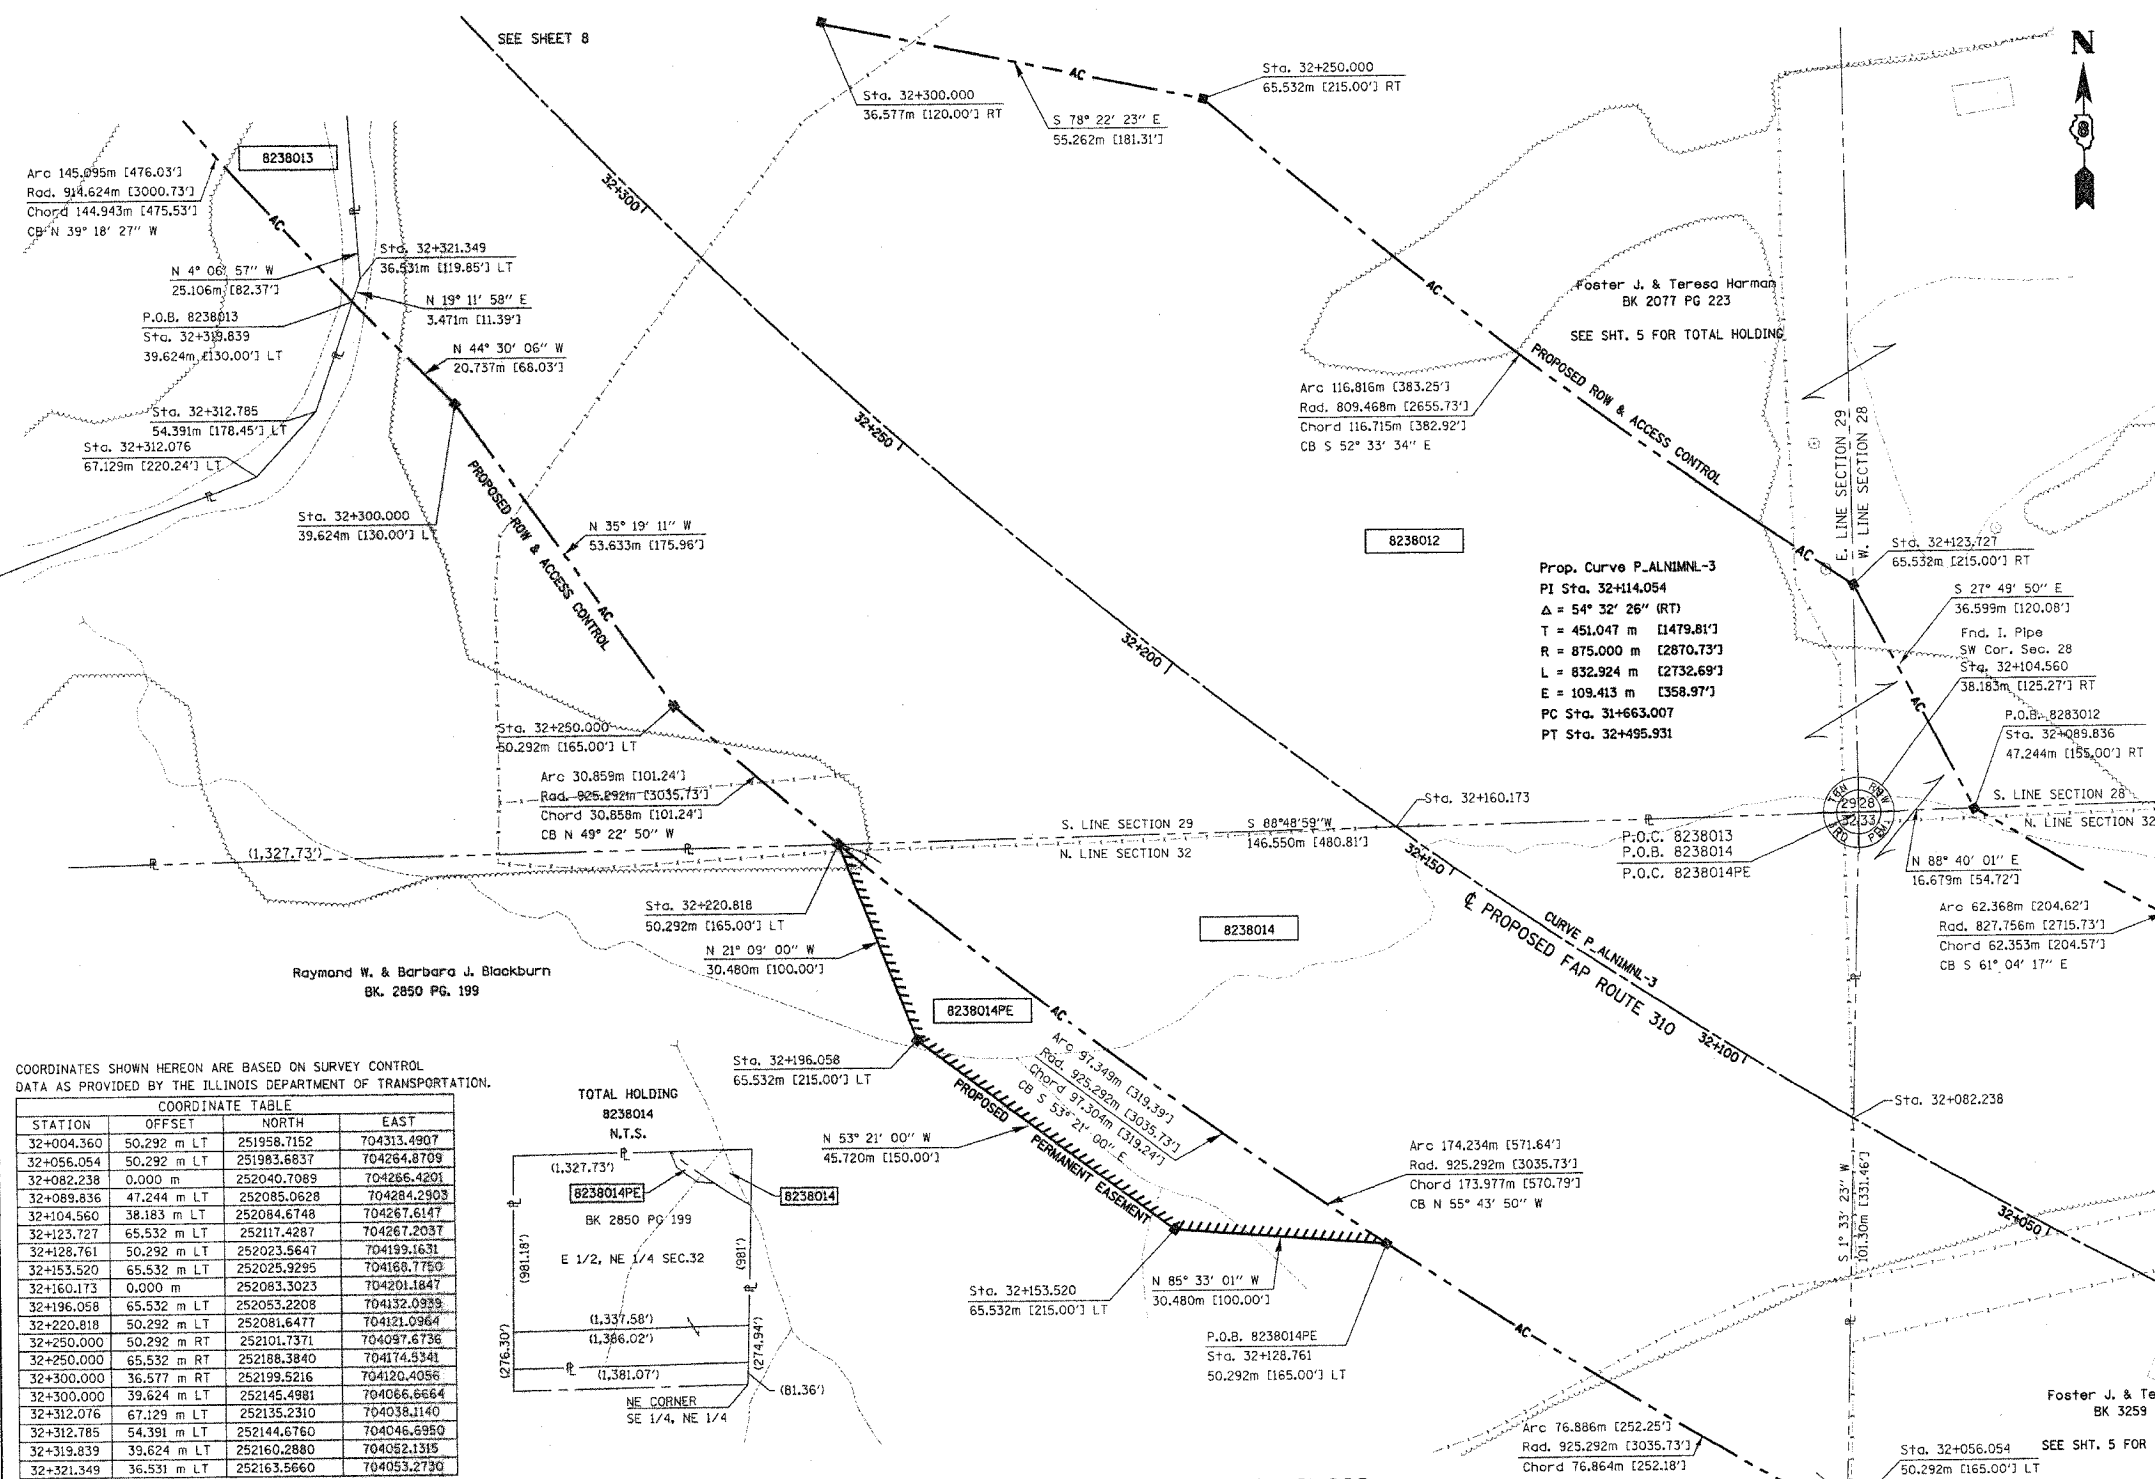 SEE SHEET 8
N
8
Sta. 32+300.000
36.577m [120.00'] RT
AC
S 78° 22' 23" E
55.262m [181.31']
Sta. 32+250.000
65.532m [215.00'] RT
8238013
Arc 145.095m [476.03']
Rad. 914.624m [3000.73']
Chord 144.943m [475.53']
CB N 39° 18' 27" W
AC
N 4° 06' 57" W
25.106m [82.37']
Sta. 32+321.349
36.531m [119.85'] LT
N 19° 11' 58" E
3.471m [11.39']
P.O.B. 8238013
Sta. 32+319.839
39.624m [130.00'] LT
N 44° 30' 06" W
20.737m [68.03']
Sta. 32+312.785
54.391m [178.45'] LT
Sta. 32+312.076
67.129m [220.24'] LT
Sta. 32+300.000
39.624m [130.00'] LT
PROPOSED ROW & ACCESS CONTROL
AC
N 35° 19' 11" W
53.633m [175.96']
32+300
32+250
32+200
32+150
32+100
32+050
AC
Foster J. & Teresa Harman
BK 2077 PG 223
SEE SHT. 5 FOR TOTAL HOLDING
PROPOSED ROW & ACCESS CONTROL
Arc 116.816m [383.25']
Rad. 809.468m [2655.73']
Chord 116.715m [382.92']
CB S 52° 33' 34" E
E. LINE SECTION 29
W. LINE SECTION 28
8238012
AC
Sta. 32+123.727
65.532m [215.00'] RT
S 27° 49' 50" E
36.599m [120.08']
Fnd. I. Pipe
SW Cor. Sec. 28
Sta. 32+104.560
38.183m [125.27'] RT
AC
P.O.B. 8283012
Sta. 32+089.836
47.244m [155.00'] RT
Prop. Curve P_ALN1MNL-3
PI Sta. 32+114.054
Δ = 54° 32' 26" (RT)
T = 451.047 m [1479.81']
R = 875.000 m [2870.73']
L = 832.924 m [2732.69']
E = 109.413 m [358.97']
PC Sta. 31+663.007
PT Sta. 32+495.931
Sta. 32+250.000
50.292m [165.00'] LT
Arc 30.859m [101.24']
Rad. 925.292m [3035.73']
Chord 30.858m [101.24']
CB N 49° 22' 50" W
(1,327.73')
S. LINE SECTION 29
N. LINE SECTION 32
S 88°48'59"W
146.550m [480.81']
Sta. 32+160.173
P.O.C. 8238013
P.O.B. 8238014
P.O.C. 8238014PE
29 28
32 33
S. LINE SECTION 28
N. LINE SECTION 32
N 88° 40' 01" E
16.679m [54.72']
Arc 62.368m [204.62']
Rad. 827.756m [2715.73']
Chord 62.353m [204.57']
CB S 61° 04' 17" E
Sta. 32+220.818
50.292m [165.00'] LT
N 21° 09' 00" W
30.480m [100.00']
8238014
CURVE P_ALN1MNL-3
℄ PROPOSED FAP ROUTE 310
Raymond W. & Barbara J. Blackburn
BK. 2850 PG. 199
8238014PE
AC
Arc 97.349m [319.39']
Rad. 925.292m [3035.73']
Chord 97.304m [319.24']
CB S 53° 21' 00" E
Sta. 32+196.058
65.532m [215.00'] LT
PROPOSED PERMANENT EASEMENT
N 53° 21' 00" W
45.720m [150.00']
Sta. 32+082.238
Arc 174.234m [571.64']
Rad. 925.292m [3035.73']
Chord 173.977m [570.79']
CB N 55° 43' 50" W
S 1° 33' 23" W
101.030m [331.46']
Sta. 32+153.520
65.532m [215.00'] LT
N 85° 33' 01" W
30.480m [100.00']
P.O.B. 8238014PE
Sta. 32+128.761
50.292m [165.00'] LT
AC
Arc 76.886m [252.25']
Rad. 925.292m [3035.73']
Chord 76.864m [252.18']
Foster J. & Te
BK 3259
SEE SHT. 5 FOR
Sta. 32+056.054
50.292m [165.00'] LT
COORDINATES SHOWN HEREON ARE BASED ON SURVEY CONTROL
DATA AS PROVIDED BY THE ILLINOIS DEPARTMENT OF TRANSPORTATION.
COORDINATE TABLE
STATION OFFSET NORTH EAST
32+004.360 50.292 m LT 251958.7152 704313.4907
32+056.054 50.292 m LT 251983.6837 704264.8709
32+082.238 0.000 m 252040.7089 704266.4201
32+089.836 47.244 m LT 252085.0628 704284.2903
32+104.560 38.183 m LT 252084.6748 704267.6147
32+123.727 65.532 m LT 252117.4287 704267.2037
32+128.761 50.292 m LT 252023.5647 704199.1631
32+153.520 65.532 m LT 252025.9295 704168.7750
32+160.173 0.000 m 252083.3023 704201.1847
32+196.058 65.532 m LT 252053.2208 704132.0939
32+220.818 50.292 m LT 252081.6477 704121.0964
32+250.000 50.292 m RT 252101.7371 704097.6736
32+250.000 65.532 m RT 252188.3840 704174.5341
32+300.000 36.577 m RT 252199.5216 704120.4056
32+300.000 39.624 m LT 252145.4981 704066.6664
32+312.076 67.129 m LT 252135.2310 704038.1140
32+312.785 54.391 m LT 252144.6760 704046.6950
32+319.839 39.624 m LT 252160.2880 704052.1315
32+321.349 36.531 m LT 252163.5660 704053.2730
TOTAL HOLDING
8238014
N.T.S.
(1,327.73')
8238014PE
8238014
BK 2850 PG 199
E 1/2, NE 1/4 SEC.32
(981.18')
(981')
(1,337.58')
(1,386.02')
(276.30')
(274.94')
(1,381.07')
(81.36')
NE CORNER
SE 1/4, NE 1/4